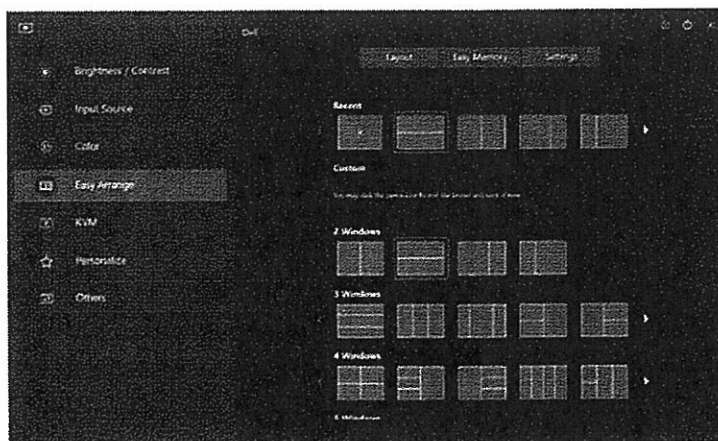 Dell
Brightness / Contrast
Input Source
Color
Easy Arrange
KVM
Personalize
Others
Layout
Easy Memory
Settings
Recent
Custom
2 Windows
3 Windows
4 Windows